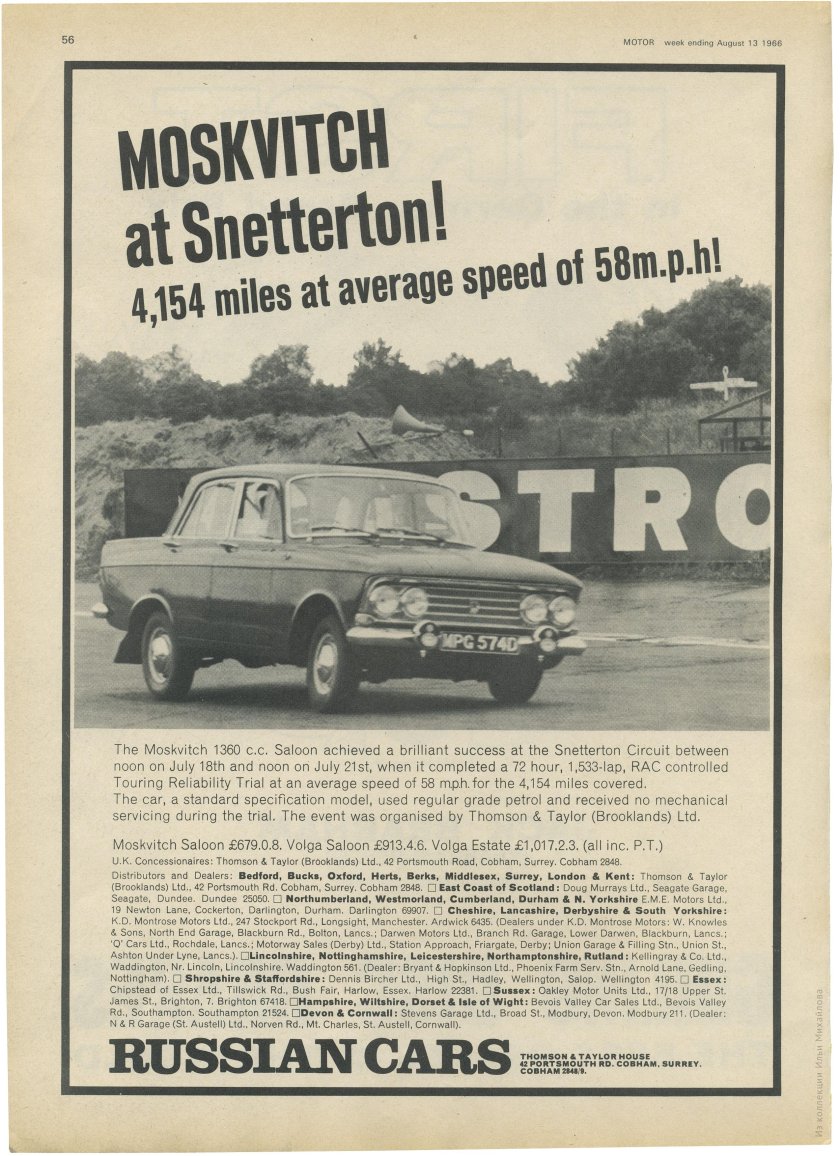 56
MOTOR week ending August 13 1966
MOSKVITCH
at Snetterton!
4,154 miles at average speed of 58m.p.h!
STRO
MPG 574D
The Moskvitch 1360 c.c. Saloon achieved a brilliant success at the Snetterton Circuit between
noon on July 18th and noon on July 21st, when it completed a 72 hour, 1,533-lap, RAC controlled
Touring Reliability Trial at an average speed of 58 m.p.h. for the 4,154 miles covered.
The car, a standard specification model, used regular grade petrol and received no mechanical
servicing during the trial. The event was organised by Thomson & Taylor (Brooklands) Ltd.
Moskvitch Saloon £679.0.8. Volga Saloon £913.4.6. Volga Estate £1,017.2.3. (all inc. P.T.)
U.K. Concessionaires: Thomson & Taylor (Brooklands) Ltd., 42 Portsmouth Road, Cobham, Surrey. Cobham 2848.
Distributors and Dealers: Bedford, Bucks, Oxford, Herts, Berks, Middlesex, Surrey, London & Kent: Thomson & Taylor
(Brooklands) Ltd., 42 Portsmouth Rd. Cobham, Surrey. Cobham 2848. □ East Coast of Scotland: Doug Murrays Ltd., Seagate Garage,
Seagate, Dundee. Dundee 25050. □ Northumberland, Westmorland, Cumberland, Durham & N. Yorkshire E.M.E. Motors Ltd.,
19 Newton Lane, Cockerton, Darlington, Durham. Darlington 69907. □ Cheshire, Lancashire, Derbyshire & South Yorkshire:
K.D. Montrose Motors Ltd., 247 Stockport Rd., Longsight, Manchester. Ardwick 6435. (Dealers under K.D. Montrose Motors: W. Knowles
& Sons, North End Garage, Blackburn Rd., Bolton, Lancs.; Darwen Motors Ltd., Branch Rd. Garage, Lower Darwen, Blackburn, Lancs.;
'Q' Cars Ltd., Rochdale, Lancs.; Motorway Sales (Derby) Ltd., Station Approach, Friargate, Derby; Union Garage & Filling Stn., Union St.,
Ashton Under Lyne, Lancs.). □Lincolnshire, Nottinghamshire, Leicestershire, Northamptonshire, Rutland: Kellingray & Co. Ltd.,
Waddington, Nr. Lincoln, Lincolnshire. Waddington 561. (Dealer: Bryant & Hopkinson Ltd., Phoenix Farm Serv. Stn., Arnold Lane, Gedling,
Nottingham). □ Shropshire & Staffordshire: Dennis Bircher Ltd., High St., Hadley, Wellington, Salop. Wellington 4195. □ Essex:
Chipstead of Essex Ltd., Tillswick Rd., Bush Fair, Harlow, Essex. Harlow 22381. □ Sussex: Oakley Motor Units Ltd., 17/18 Upper St.
James St., Brighton, 7. Brighton 67418. □Hampshire, Wiltshire, Dorset & Isle of Wight: Bevois Valley Car Sales Ltd., Bevois Valley
Rd., Southampton. Southampton 21524. □Devon & Cornwall: Stevens Garage Ltd., Broad St., Modbury, Devon. Modbury 211. (Dealer:
N & R Garage (St. Austell) Ltd., Norven Rd., Mt. Charles, St. Austell, Cornwall).
RUSSIAN CARS
THOMSON & TAYLOR HOUSE
42 PORTSMOUTH RD. COBHAM, SURREY.
COBHAM 2848/9.
Из коллекции Ильи Михайлова